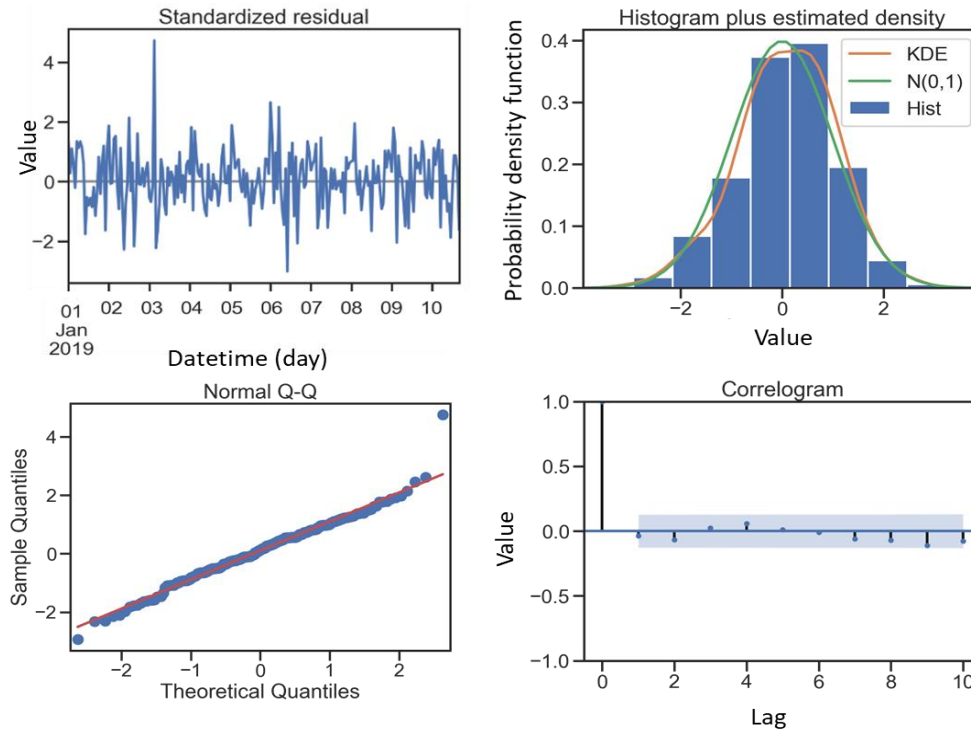 Standardized residual
Value
4
2
0
−2
01
Jan
2019
02
03
04
05
06
07
08
09
10
Datetime (day)
Histogram plus estimated density
Probability density function
0.4
0.3
0.2
0.1
0.0
KDE
N(0,1)
Hist
−2
0
2
Value
Normal Q-Q
Sample Quantiles
4
2
0
−2
−2
−1
0
1
2
Theoretical Quantiles
Correlogram
Value
1.0
0.5
0.0
−0.5
−1.0
0
2
4
6
8
10
Lag